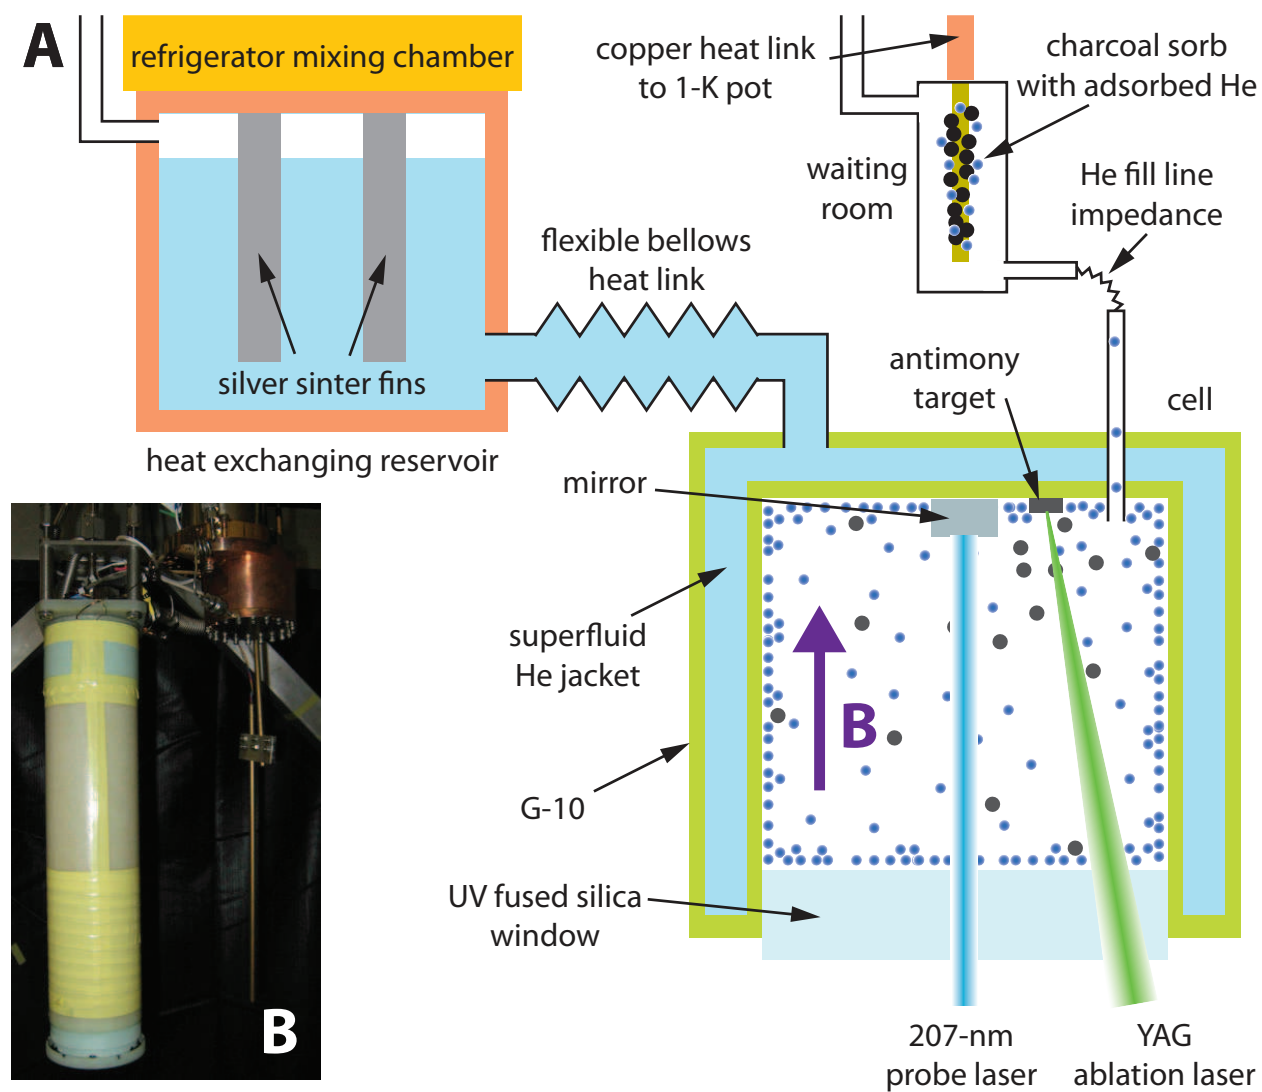 A
refrigerator mixing chamber
copper heat link
to 1-K pot
charcoal sorb
with adsorbed He
waiting
room
He fill line
impedance
flexible bellows
heat link
silver sinter fins
antimony
target
cell
heat exchanging reservoir
mirror
superfluid
He jacket
B
G-10
UV fused silica
window
B
207-nm
probe laser
YAG
ablation laser